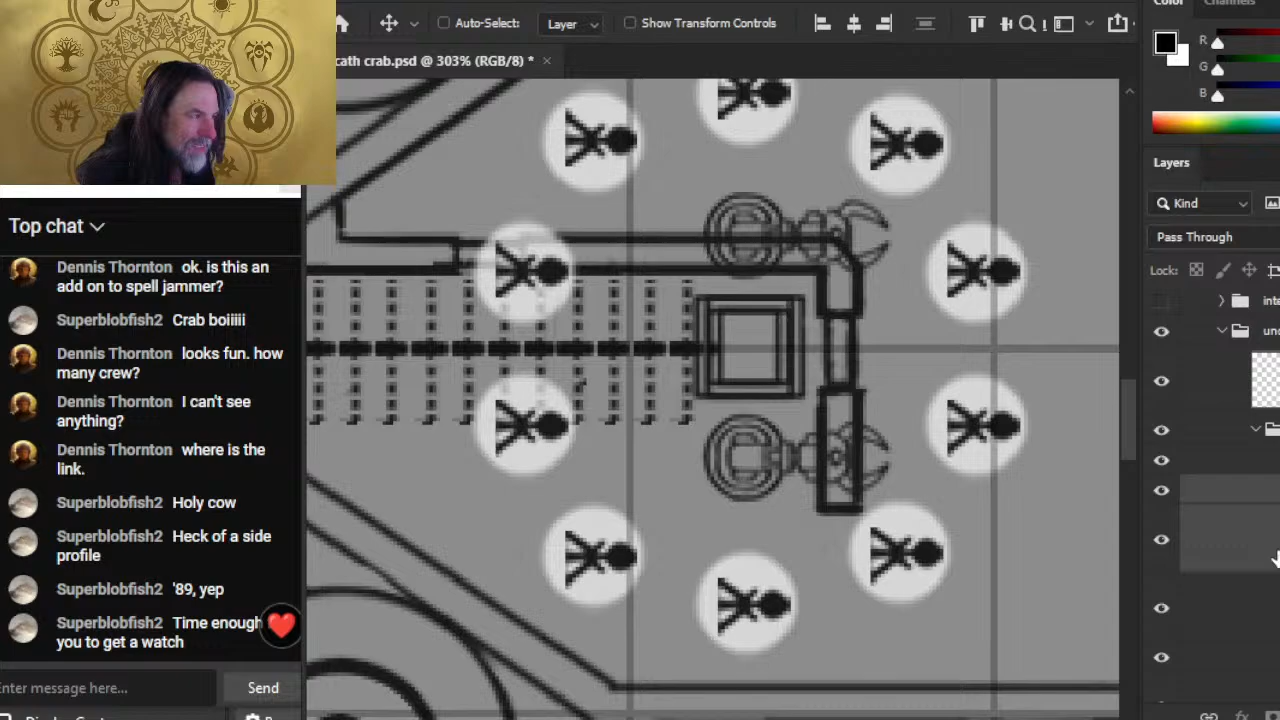 Auto-Select:
Layer
Show Transform Controls
cath crab.psd @ 303% (RGB/8) *
Color
Channels
R
G
B
Layers
Kind
Pass Through
Lock:
Top chat
Dennis Thornton ok. is this an
add on to spell jammer?
Superblobfish2 Crab boiiiii
Dennis Thornton looks fun. how
many crew?
Dennis Thornton I can't see
anything?
Dennis Thornton where is the
link.
Superblobfish2 Holy cow
Superblobfish2 Heck of a side
profile
Superblobfish2 '89, yep
Superblobfish2 Time enough
you to get a watch
Enter message here...
Send